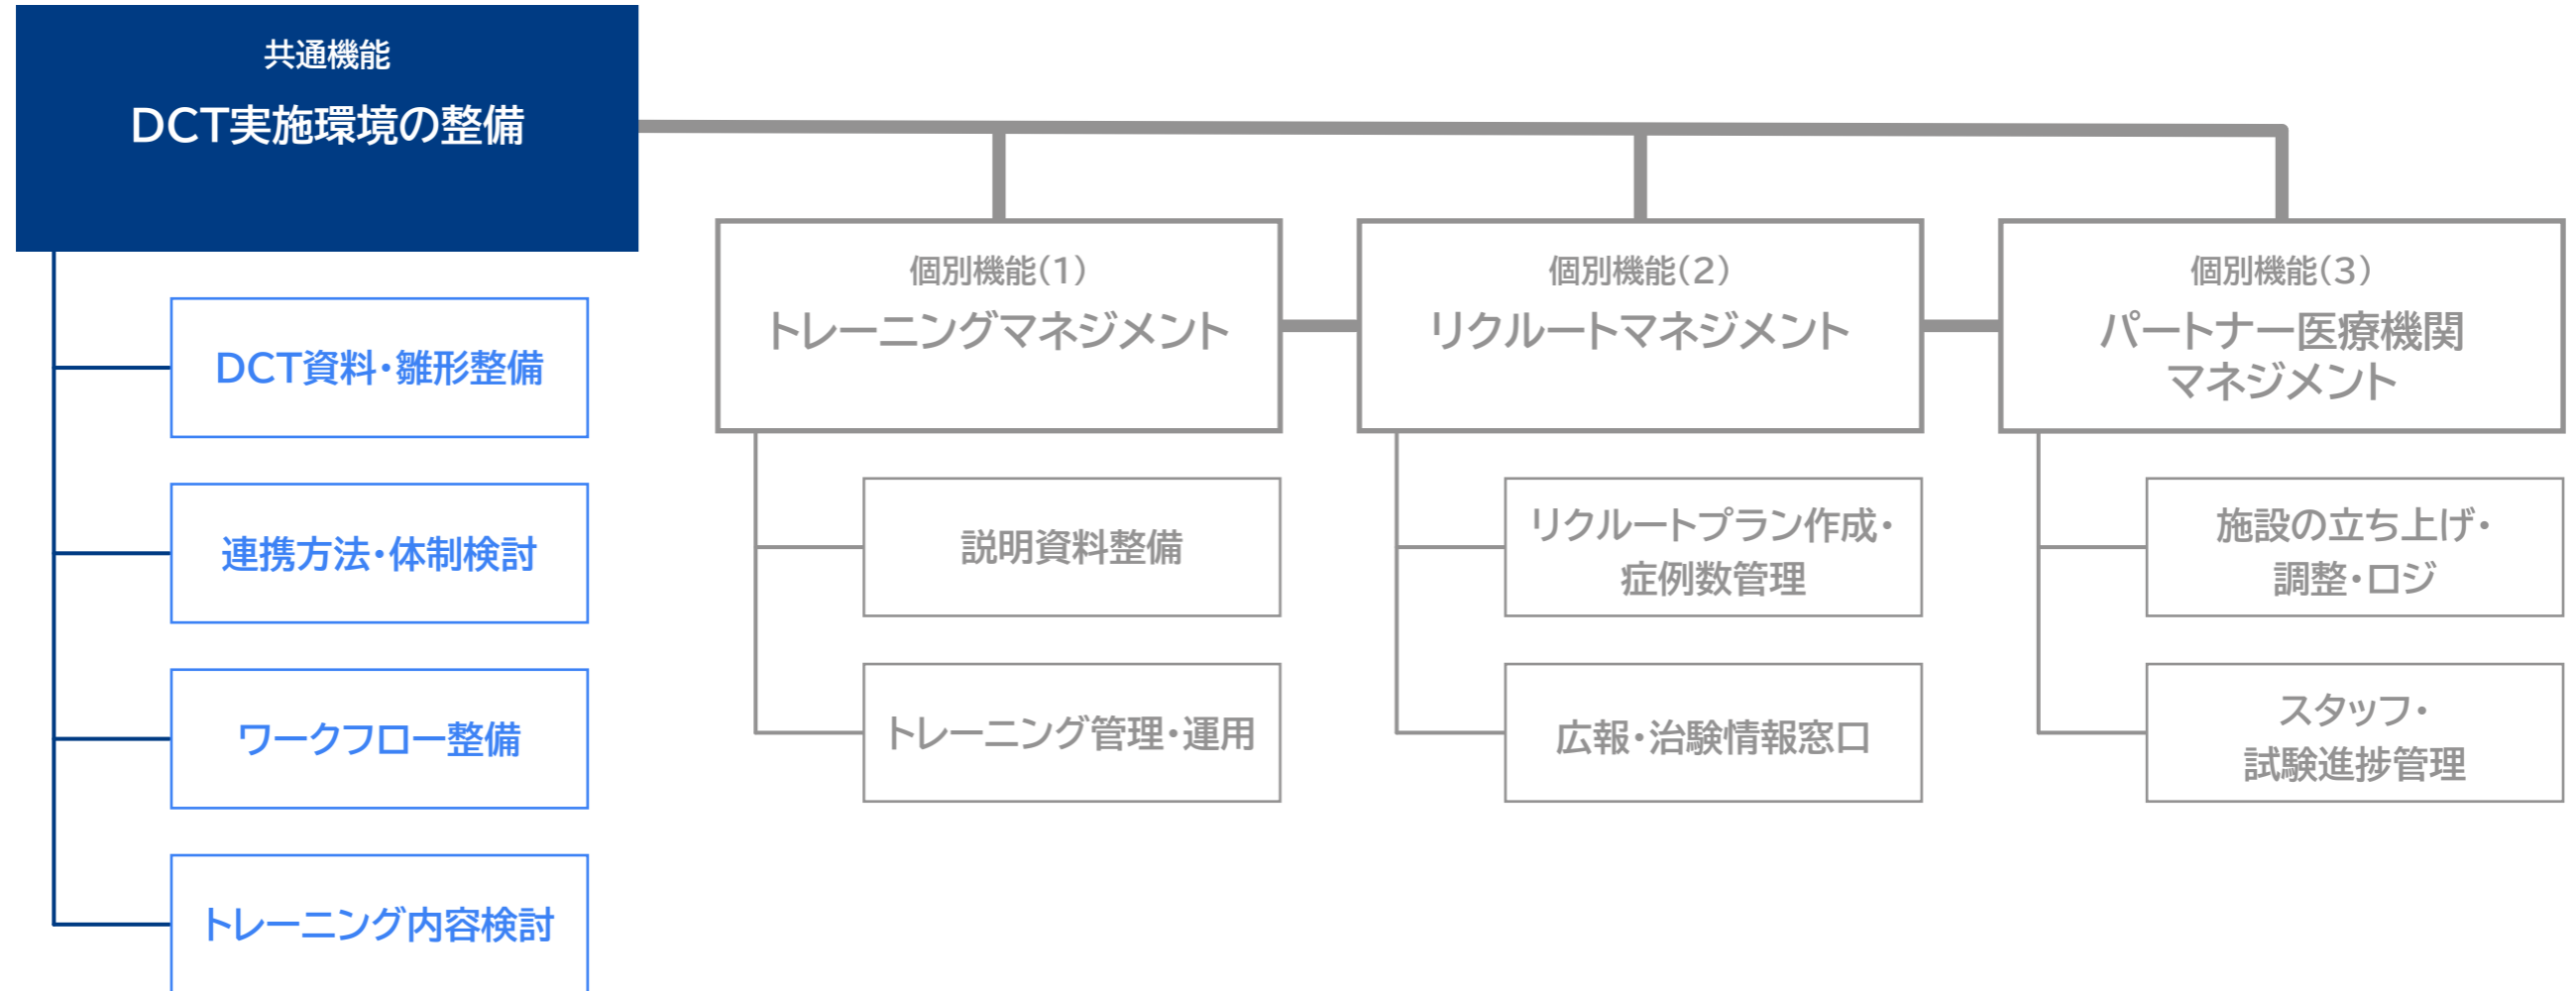 共通機能
DCT実施環境の整備
DCT資料・雛形整備
連携方法・体制検討
ワークフロー整備
トレーニング内容検討
個別機能(1)
トレーニングマネジメント
説明資料整備
トレーニング管理・運用
個別機能(2)
リクルートマネジメント
リクルートプラン作成・
症例数管理
広報・治験情報窓口
個別機能(3)
パートナー医療機関
マネジメント
施設の立ち上げ・
調整・ロジ
スタッフ・
試験進捗管理